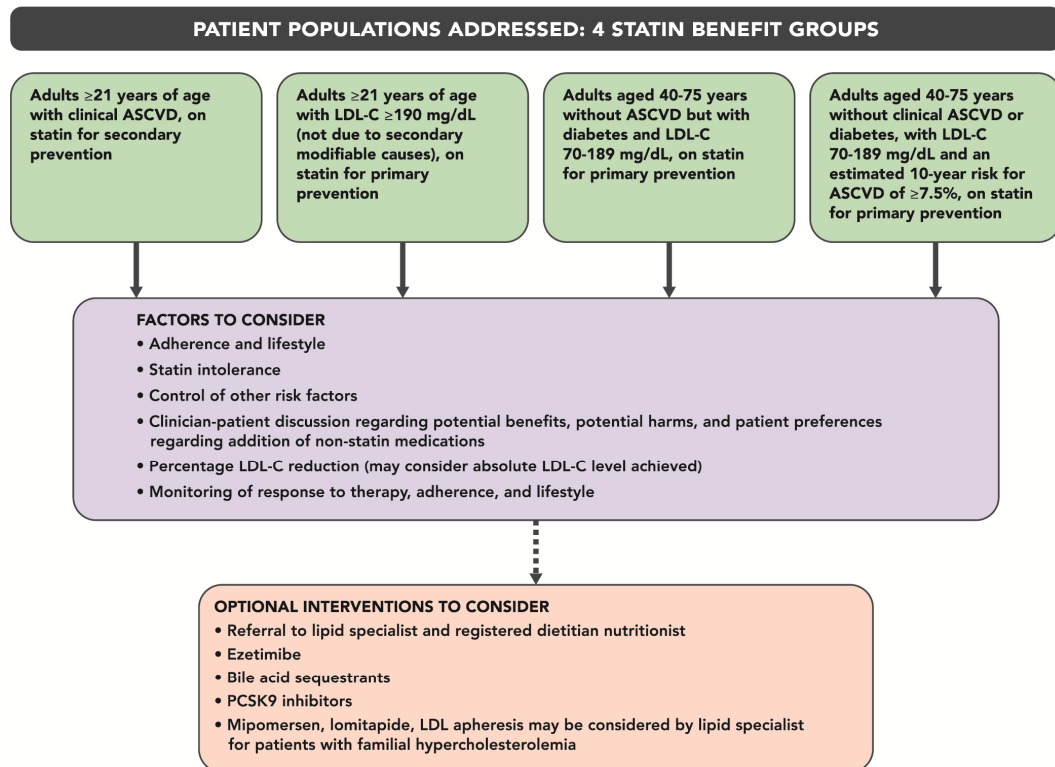 PATIENT POPULATIONS ADDRESSED: 4 STATIN BENEFIT GROUPS
Adults ≥21 years of age
with clinical ASCVD, on
statin for secondary
prevention
Adults ≥21 years of age
with LDL-C ≥190 mg/dL
(not due to secondary
modifiable causes), on
statin for primary
prevention
Adults aged 40-75 years
without ASCVD but with
diabetes and LDL-C
70-189 mg/dL, on statin
for primary prevention
Adults aged 40-75 years
without clinical ASCVD or
diabetes, with LDL-C
70-189 mg/dL and an
estimated 10-year risk for
ASCVD of ≥7.5%, on statin
for primary prevention
FACTORS TO CONSIDER
• Adherence and lifestyle
• Statin intolerance
• Control of other risk factors
• Clinician-patient discussion regarding potential benefits, potential harms, and patient preferences
regarding addition of non-statin medications
• Percentage LDL-C reduction (may consider absolute LDL-C level achieved)
• Monitoring of response to therapy, adherence, and lifestyle
OPTIONAL INTERVENTIONS TO CONSIDER
• Referral to lipid specialist and registered dietitian nutritionist
• Ezetimibe
• Bile acid sequestrants
• PCSK9 inhibitors
• Mipomersen, lomitapide, LDL apheresis may be considered by lipid specialist
for patients with familial hypercholesterolemia